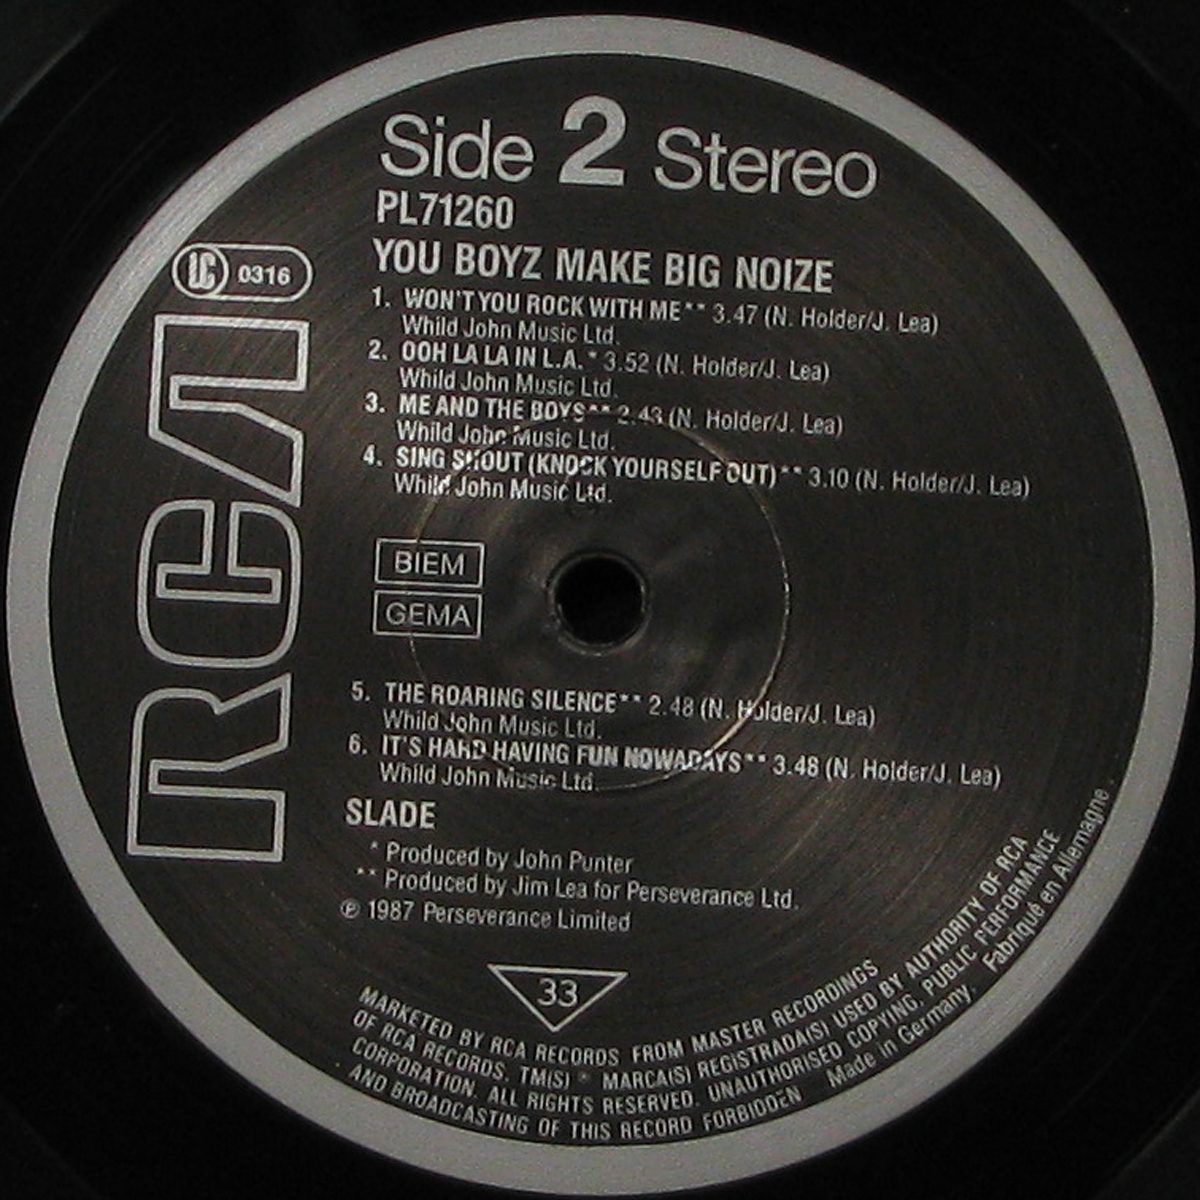 Side 2 Stereo
PL71260
YOU BOYZ MAKE BIG NOIZE
LC 0316
1. WON'T YOU ROCK WITH ME** 3.47 (N. Holder/J. Lea)
Whild John Music Ltd.
2. OOH LA LA IN L.A. * 3.52 (N. Holder/J. Lea)
Whild John Music Ltd.
3. ME AND THE BOYS** 2.43 (N. Holder/J. Lea)
Whild John Music Ltd.
4. SING SHOUT (KNOCK YOURSELF OUT)** 3.10 (N. Holder/J. Lea)
Whild John Music Ltd.
RCA
BIEM
GEMA
5. THE ROARING SILENCE** 2.48 (N. Holder/J. Lea)
Whild John Music Ltd.
6. IT'S HARD HAVING FUN NOWADAYS** 3.48 (N. Holder/J. Lea)
Whild John Music Ltd.
SLADE
* Produced by John Punter
** Produced by Jim Lea for Perseverance Ltd.
℗ 1987 Perseverance Limited
33
MARKETED BY RCA RECORDS FROM MASTER RECORDINGS
OF RCA RECORDS. TM(S) ® MARCA(S) REGISTRADA(S) USED BY AUTHORITY OF RCA
CORPORATION. ALL RIGHTS RESERVED. UNAUTHORISED COPYING, PUBLIC PERFORMANCE
AND BROADCASTING OF THIS RECORD FORBIDDEN Made in Germany. Fabriqué en Allemagne